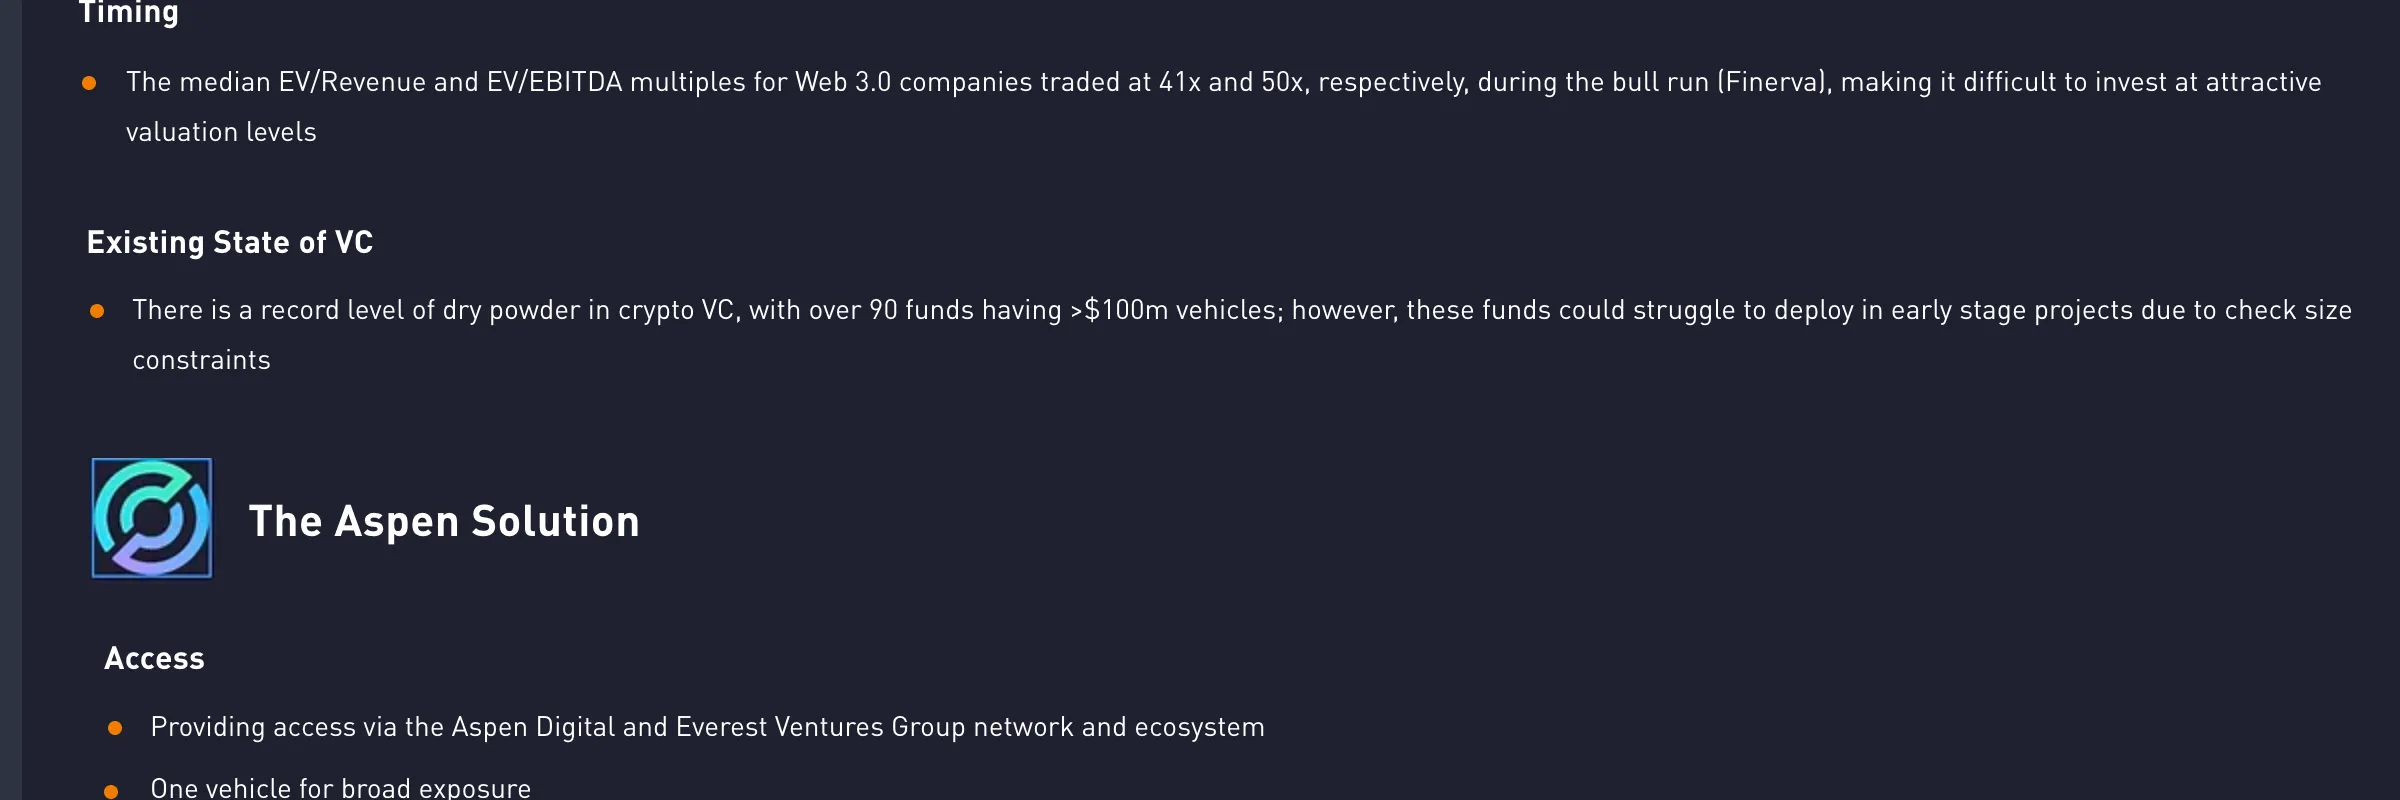 Timing
The median EV/Revenue and EV/EBITDA multiples for Web 3.0 companies traded at 41x and 50x, respectively, during the bull run (Finerva), making it difficult to invest at attractive
valuation levels
Existing State of VC
There is a record level of dry powder in crypto VC, with over 90 funds having >$100m vehicles; however, these funds could struggle to deploy in early stage projects due to check size
constraints
The Aspen Solution
Access
Providing access via the Aspen Digital and Everest Ventures Group network and ecosystem
One vehicle for broad exposure